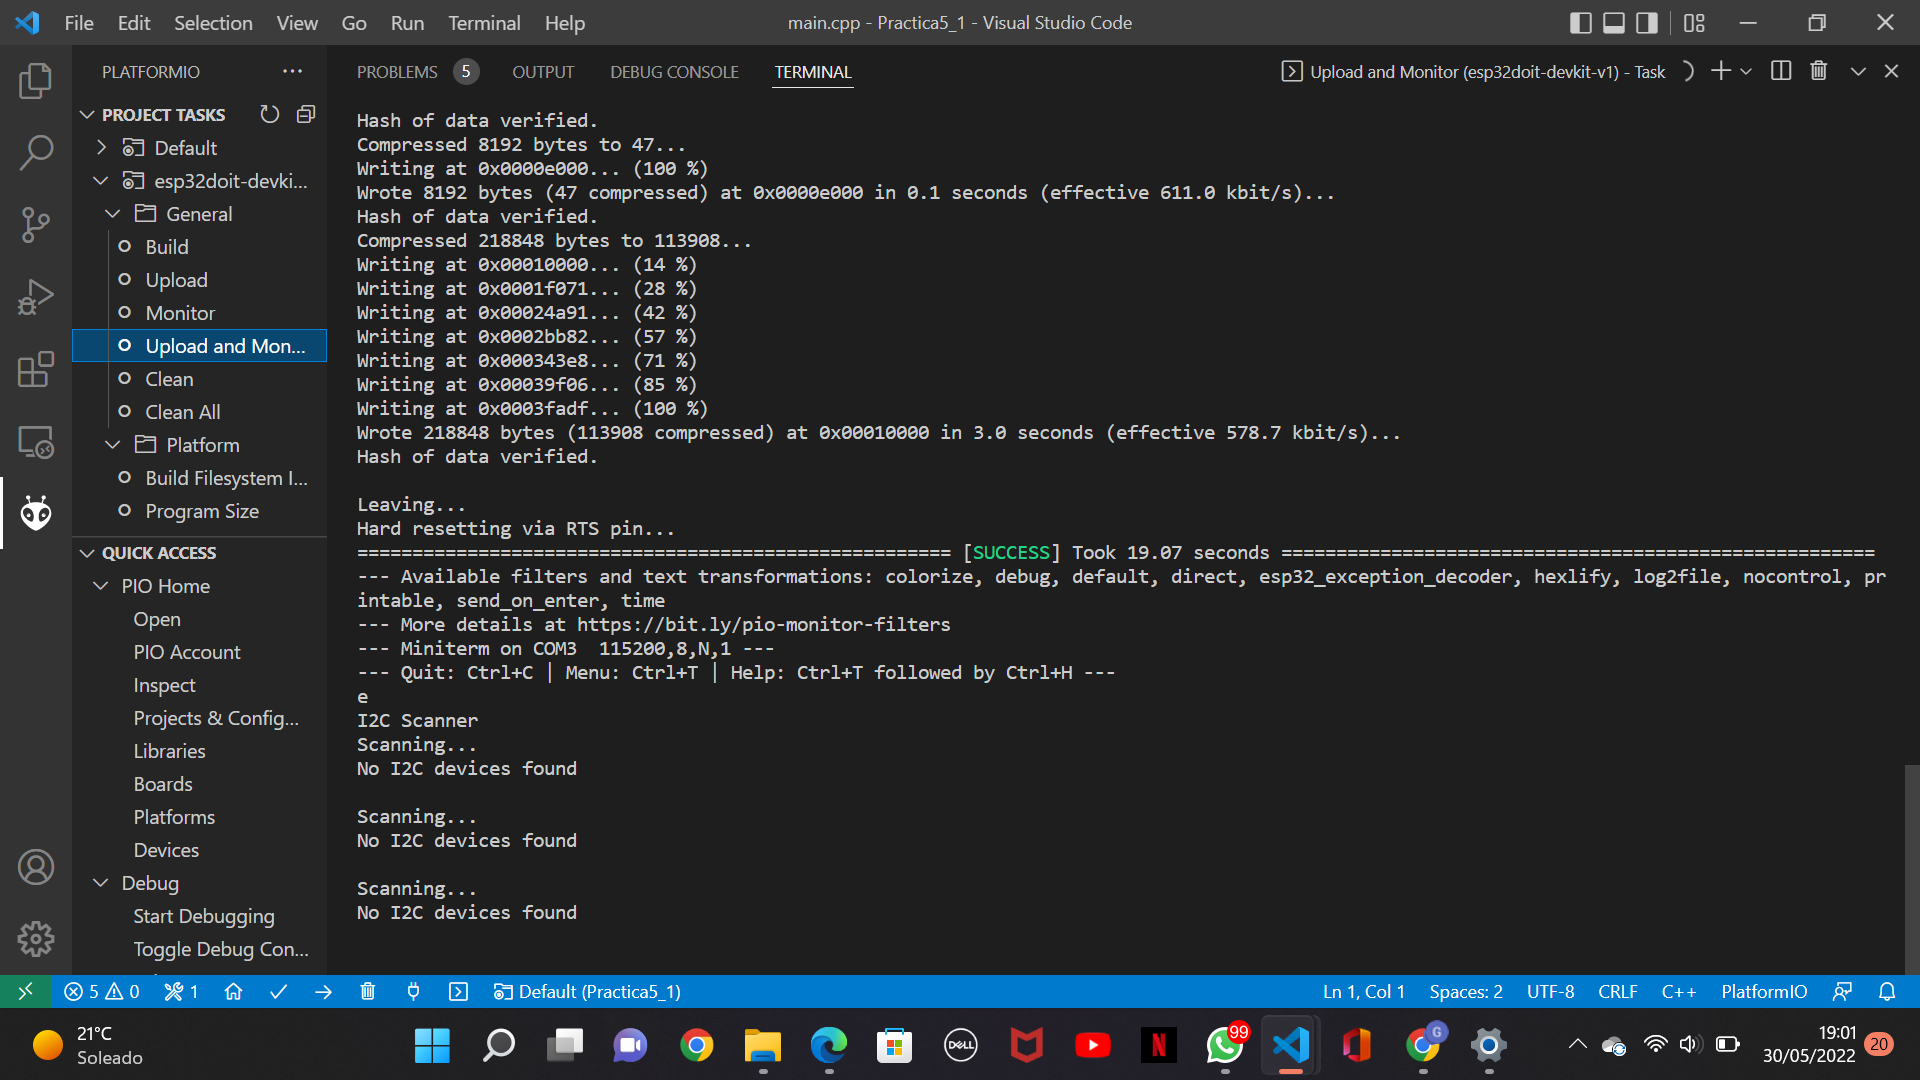 File Edit Selection View Go Run Terminal Help
main.cpp - Practica5_1 - Visual Studio Code
PLATFORMIO
PROJECT TASKS
Default
esp32doit-devki...
General
Build
Upload
Monitor
Upload and Mon...
Clean
Clean All
Platform
Build Filesystem I...
Program Size
QUICK ACCESS
PIO Home
Open
PIO Account
Inspect
Projects & Config...
Libraries
Boards
Platforms
Devices
Debug
Start Debugging
Toggle Debug Con...
PROBLEMS 5 OUTPUT DEBUG CONSOLE TERMINAL
Upload and Monitor (esp32doit-devkit-v1) - Task
Hash of data verified.
Compressed 8192 bytes to 47...
Writing at 0x0000e000... (100 %)
Wrote 8192 bytes (47 compressed) at 0x0000e000 in 0.1 seconds (effective 611.0 kbit/s)...
Hash of data verified.
Compressed 218848 bytes to 113908...
Writing at 0x00010000... (14 %)
Writing at 0x0001f071... (28 %)
Writing at 0x00024a91... (42 %)
Writing at 0x0002bb82... (57 %)
Writing at 0x000343e8... (71 %)
Writing at 0x00039f06... (85 %)
Writing at 0x0003fadf... (100 %)
Wrote 218848 bytes (113908 compressed) at 0x00010000 in 3.0 seconds (effective 578.7 kbit/s)...
Hash of data verified.
Leaving...
Hard resetting via RTS pin...
====================================================== [SUCCESS] Took 19.07 seconds ======================================================
--- Available filters and text transformations: colorize, debug, default, direct, esp32_exception_decoder, hexlify, log2file, nocontrol, pr
intable, send_on_enter, time
--- More details at https://bit.ly/pio-monitor-filters
--- Miniterm on COM3  115200,8,N,1 ---
--- Quit: Ctrl+C | Menu: Ctrl+T | Help: Ctrl+T followed by Ctrl+H ---
e
I2C Scanner
Scanning...
No I2C devices found
Scanning...
No I2C devices found
Scanning...
No I2C devices found
5 0 1 Default (Practica5_1)
Ln 1, Col 1 Spaces: 2 UTF-8 CRLF C++ PlatformIO
21°C
Soleado
DELL
N
99
G
19:01
30/05/2022
20